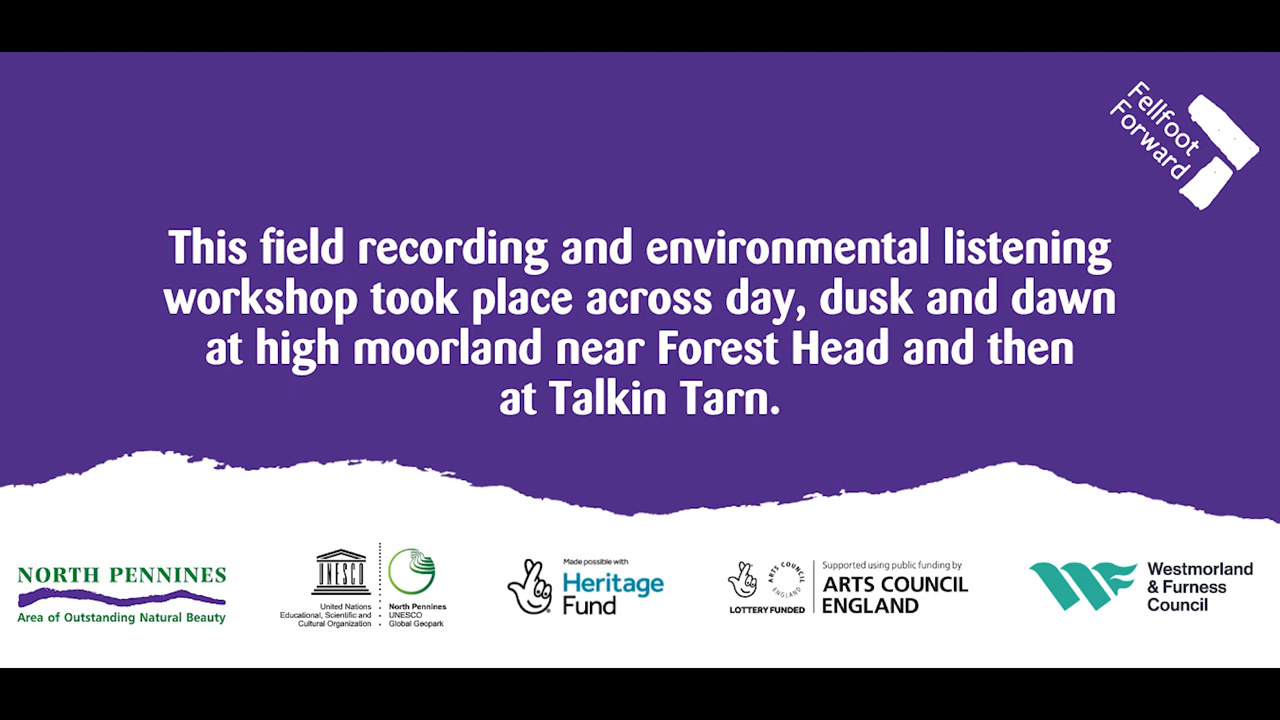 Fellfoot
Forward
This field recording and environmental listening
workshop took place across day, dusk and dawn
at high moorland near Forest Head and then
at Talkin Tarn.
NORTH PENNINES
Area of Outstanding Natural Beauty
UNESCO
United Nations
Educational, Scientific and
Cultural Organization
North Pennines
UNESCO
Global Geopark
Made possible with
Heritage
Fund
LOTTERY FUNDED
ARTS COUNCIL
ENGLAND
Supported using public funding by
ARTS COUNCIL
ENGLAND
Westmorland
& Furness
Council